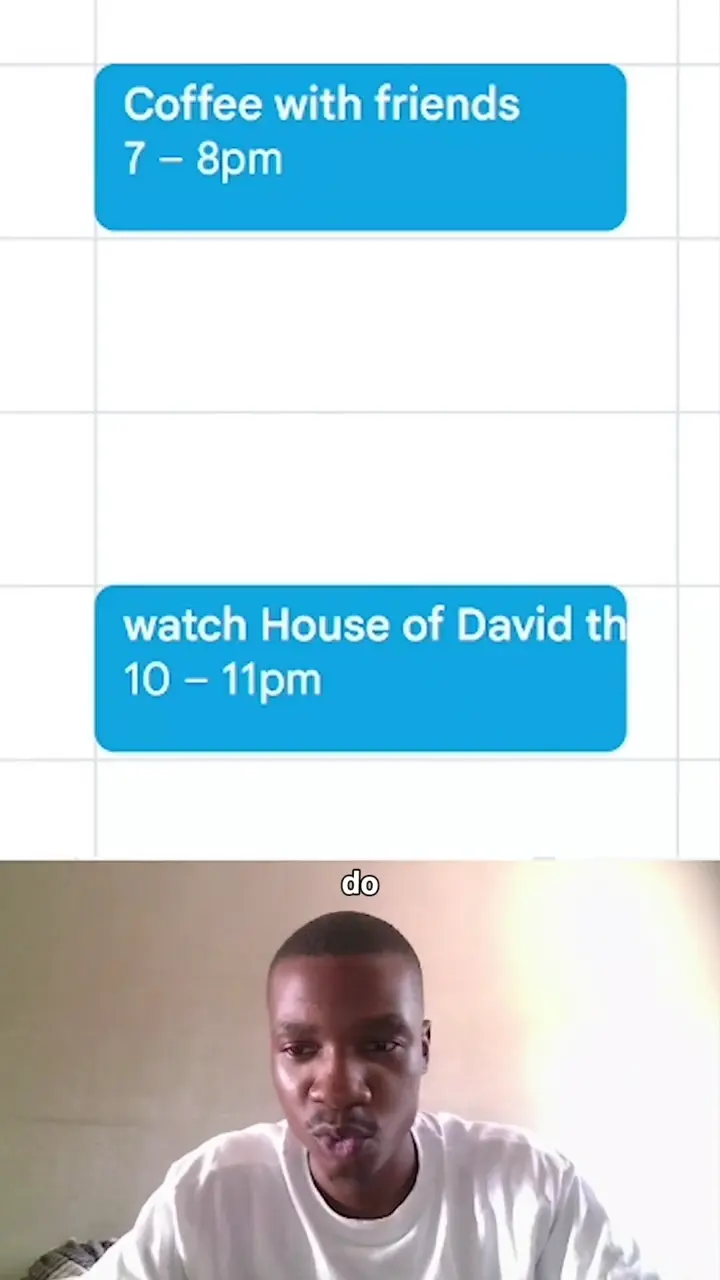 Coffee with friends
7 – 8pm
watch House of David th
10 – 11pm
do